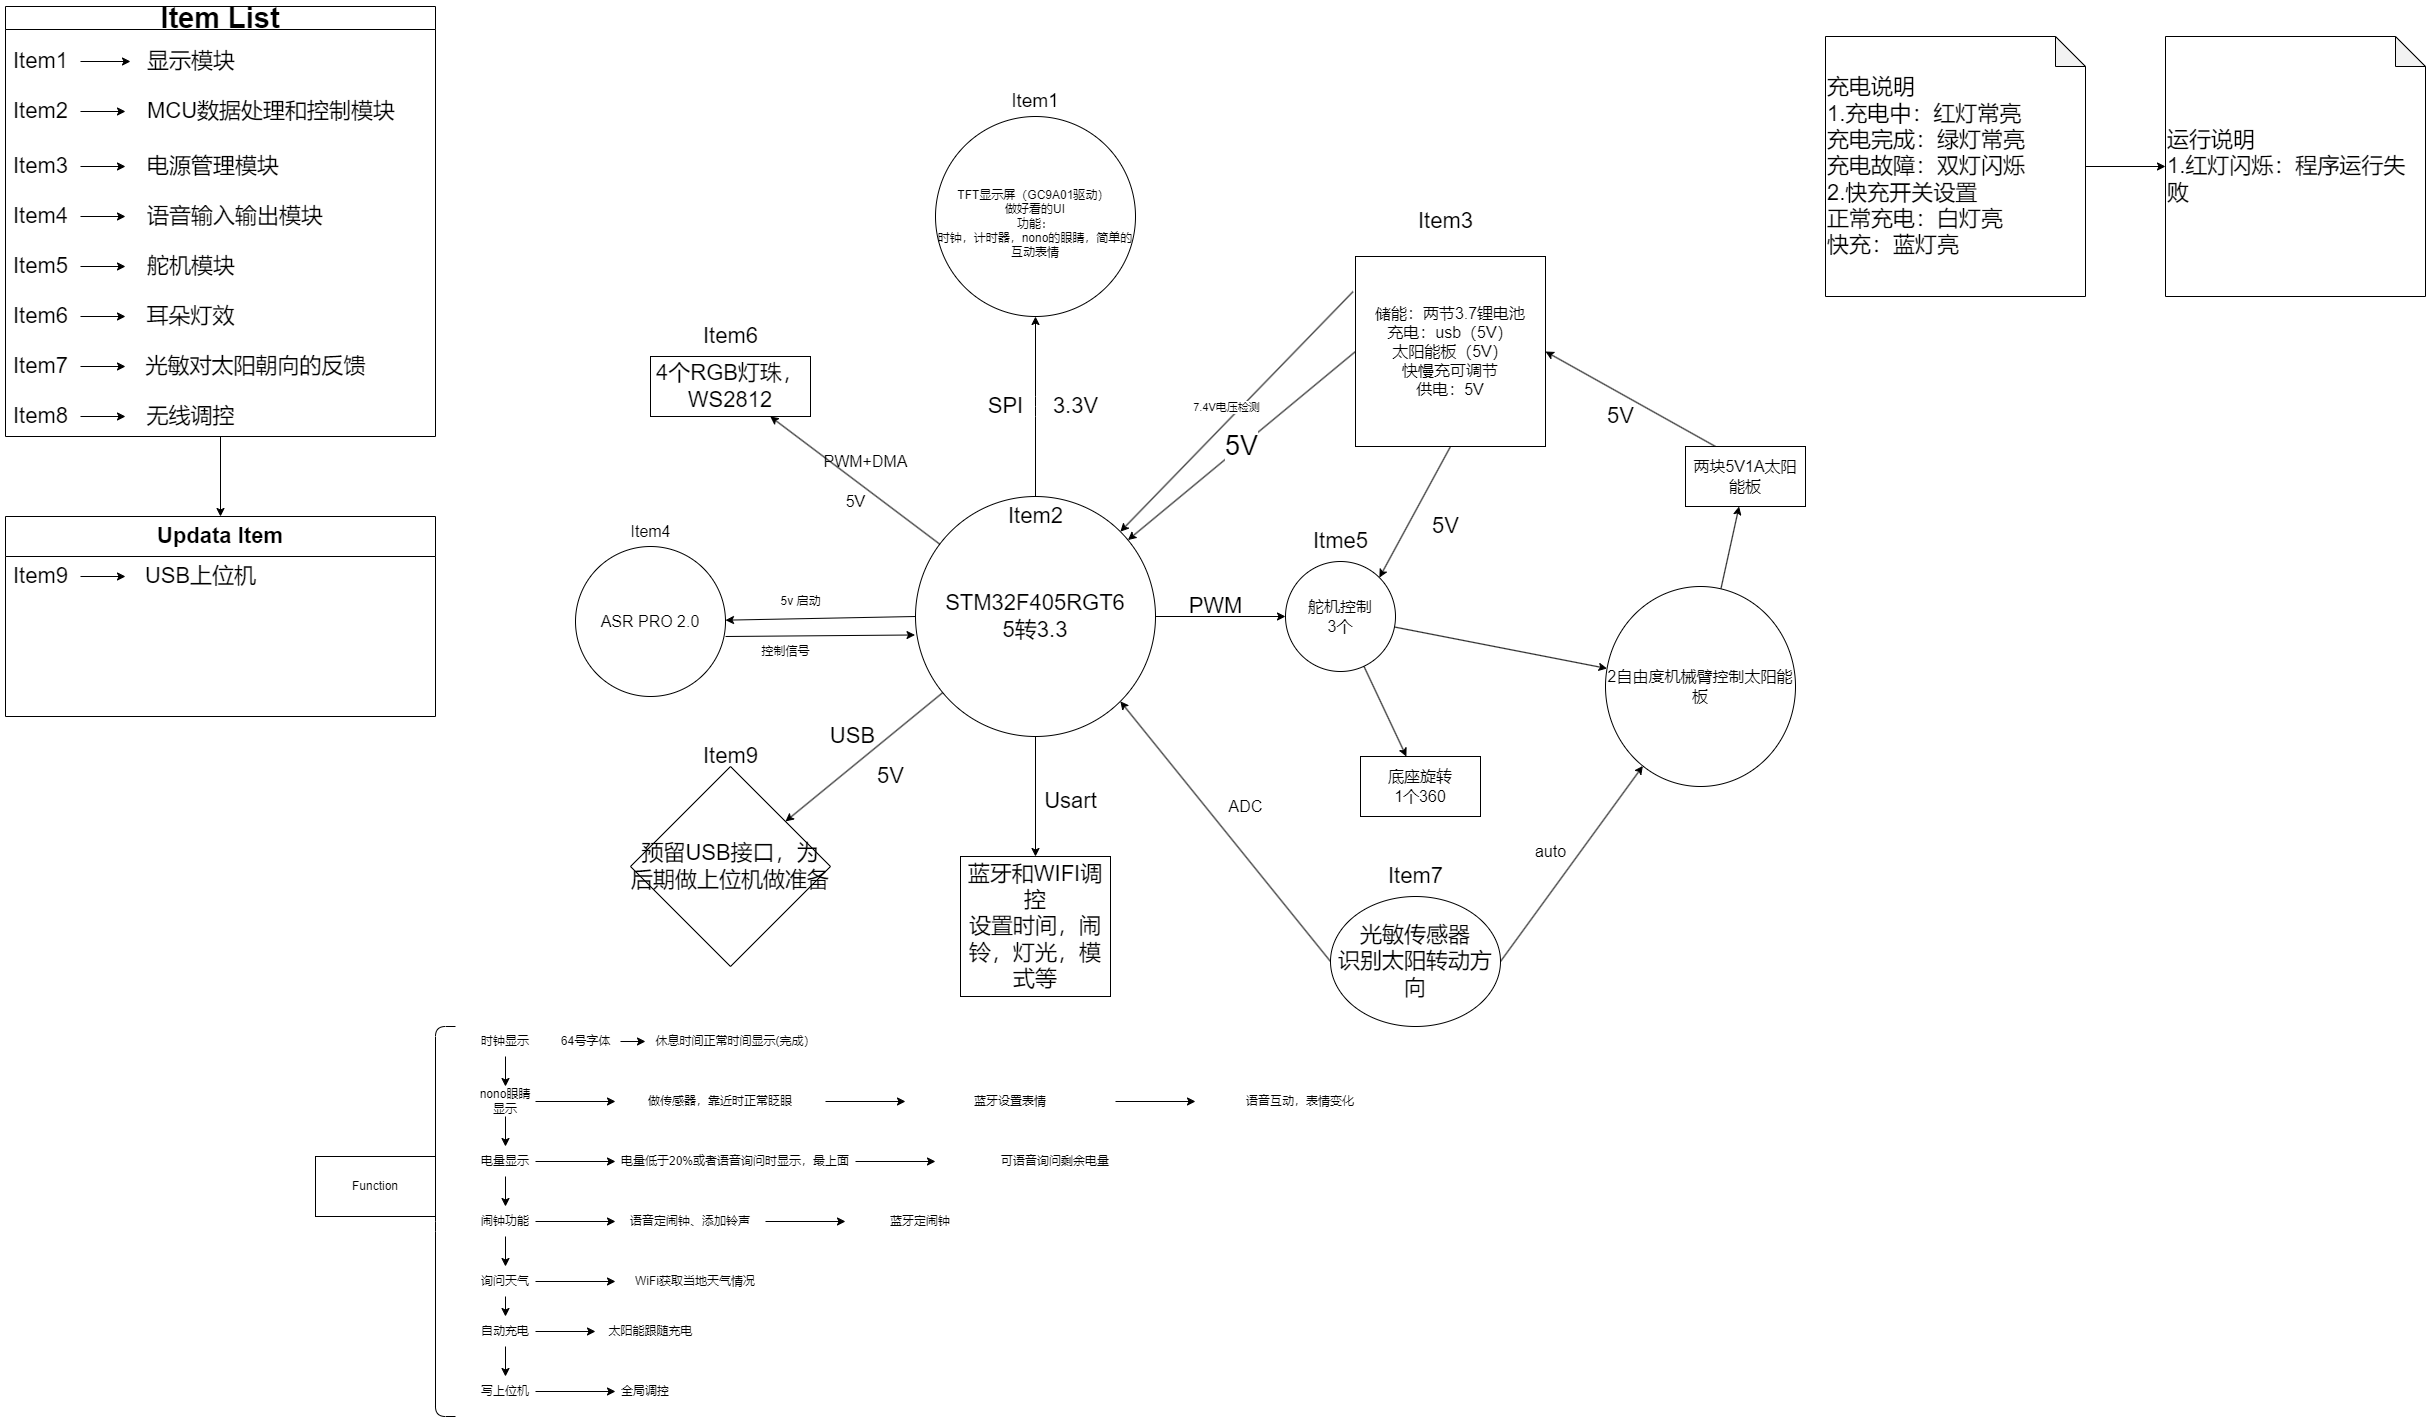 Item List
Item1
显示模块
Item2
MCU数据处理和控制模块
Item3
电源管理模块
Item4
语音输入输出模块
Item5
舵机模块
Item6
耳朵灯效
Item7
光敏对太阳朝向的反馈
Item8
无线调控
Updata Item
Item9
USB上位机
Item1
TFT显示屏（GC9A01驱动）
做好看的UI
功能：
时钟，计时器，nono的眼睛，简单的
互动表情
SPI
3.3V
Item6
4个RGB灯珠，
WS2812
PWM+DMA
5V
Item4
ASR PRO 2.0
5v 启动
控制信号
Item2
STM32F405RGT6
5转3.3
Item3
储能：两节3.7锂电池
充电：usb（5V）
太阳能板（5V）
快慢充可调节
供电：5V
7.4V电压检测
5V
5V
5V
两块5V1A太阳
能板
PWM
Itme5
舵机控制
3个
2自由度机械臂控制太阳能
板
底座旋转
1个360
USB
5V
Item9
预留USB接口，为
后期做上位机做准备
Usart
蓝牙和WIFI调
控
设置时间，闹
铃，灯光，模
式等
ADC
auto
Item7
光敏传感器
识别太阳转动方
向
充电说明
1.充电中：红灯常亮
充电完成：绿灯常亮
充电故障：双灯闪烁
2.快充开关设置
正常充电：白灯亮
快充：蓝灯亮
运行说明
1.红灯闪烁：程序运行失
败
Function
时钟显示
64号字体
休息时间正常时间显示(完成）
nono眼睛
显示
做传感器，靠近时正常眨眼
蓝牙设置表情
语音互动，表情变化
电量显示
电量低于20%或者语音询问时显示，最上面
可语音询问剩余电量
闹钟功能
语音定闹钟、添加铃声
蓝牙定闹钟
询问天气
WiFi获取当地天气情况
自动充电
太阳能跟随充电
写上位机
全局调控